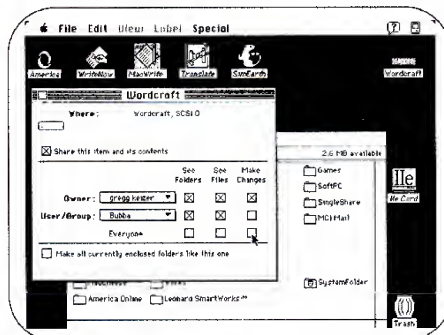 File Edit View Label Special
America WriteNow MacWrite Translate SimEarth
Wordcraft
Wordcraft
Where: Wordcraft, SCSI 0
Share this item and its contents
See Folders See Files Make Changes
Owner: gregg keizer
User/Group: Bubba
Everyone
Make all currently enclosed folders like this one
2.6 MB available
Games
SoftPC
SingleShare
MCI Mail
SystemFolder
IIe
IIe Card
America Online Leonard SmartWorks™
Trash